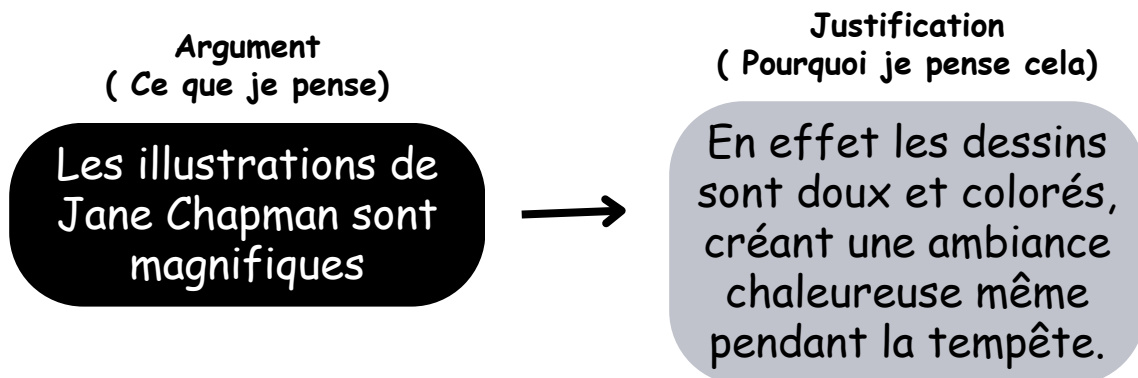 Argument
( Ce que je pense)
Les illustrations de
Jane Chapman sont
magnifiques
Justification
( Pourquoi je pense cela)
En effet les dessins
sont doux et colorés,
créant une ambiance
chaleureuse même
pendant la tempête.